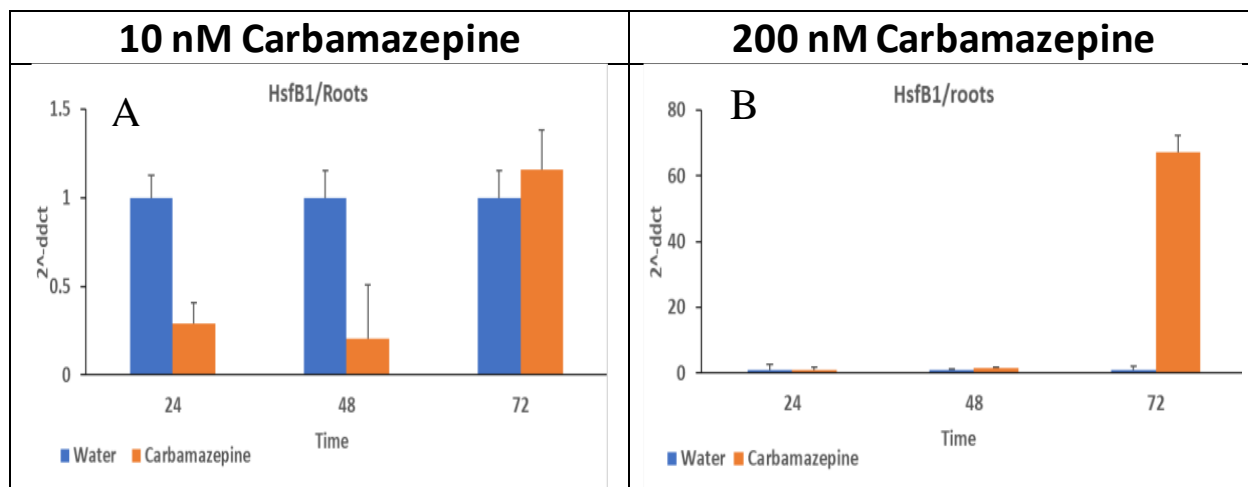 10 nM Carbamazepine
200 nM Carbamazepine
HsfB1/Roots
A
1.5
1
0.5
0
2^-ddct
24 48 72
Time
Water Carbamazepine
HsfB1/roots
B
80
60
40
20
0
2^-ddct
24 48 72
Time
Water Carbamazepine